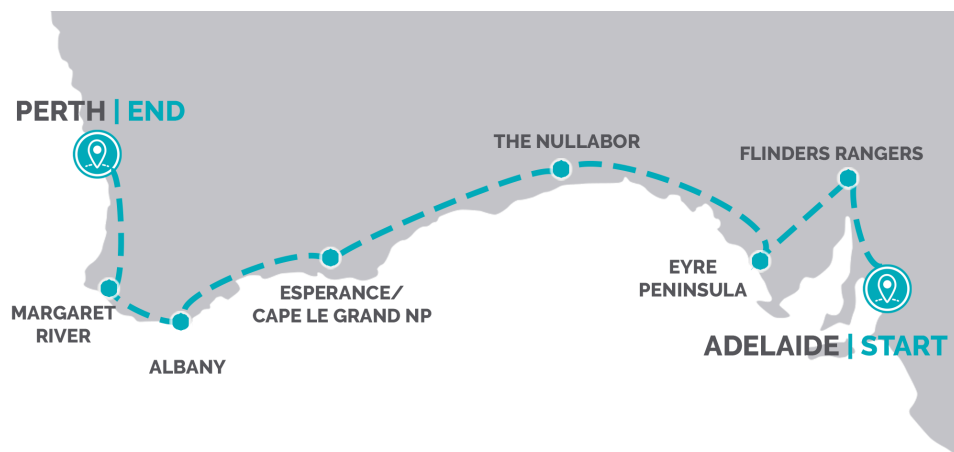 PERTH | END
THE NULLABOR
FLINDERS RANGERS
EYRE
PENINSULA
ESPERANCE/
CAPE LE GRAND NP
MARGARET
RIVER
ALBANY
ADELAIDE | START